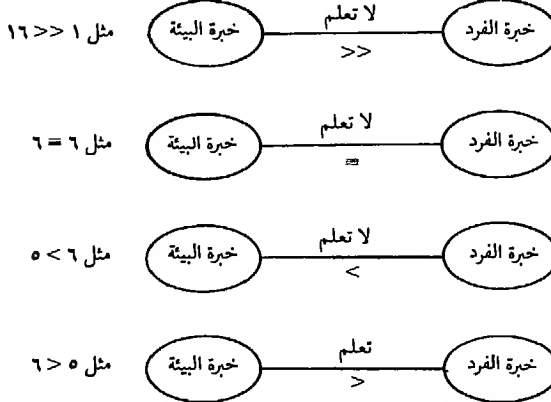 خبرة الفرد
لا تعلم
>>
خبرة البيئة
مثل ١ << ١٦
خبرة الفرد
لا تعلم
=
خبرة البيئة
مثل ٦ = ٦
خبرة الفرد
لا تعلم
<
خبرة البيئة
مثل ٦ > ٥
خبرة الفرد
تعلم
>
خبرة البيئة
مثل ٥ < ٦